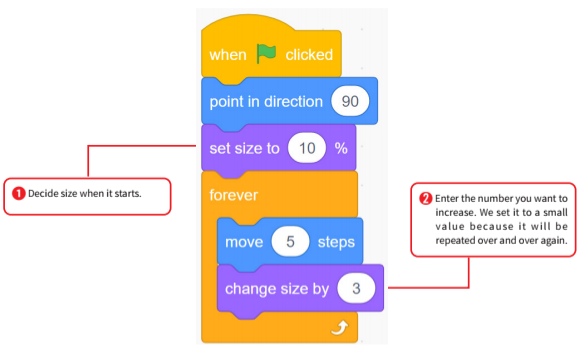 when clicked
point in direction 90
set size to 10 %
1 Decide size when it starts.
forever
2 Enter the number you want to
increase. We set it to a small
value because it will be
repeated over and over again.
move 5 steps
change size by 3